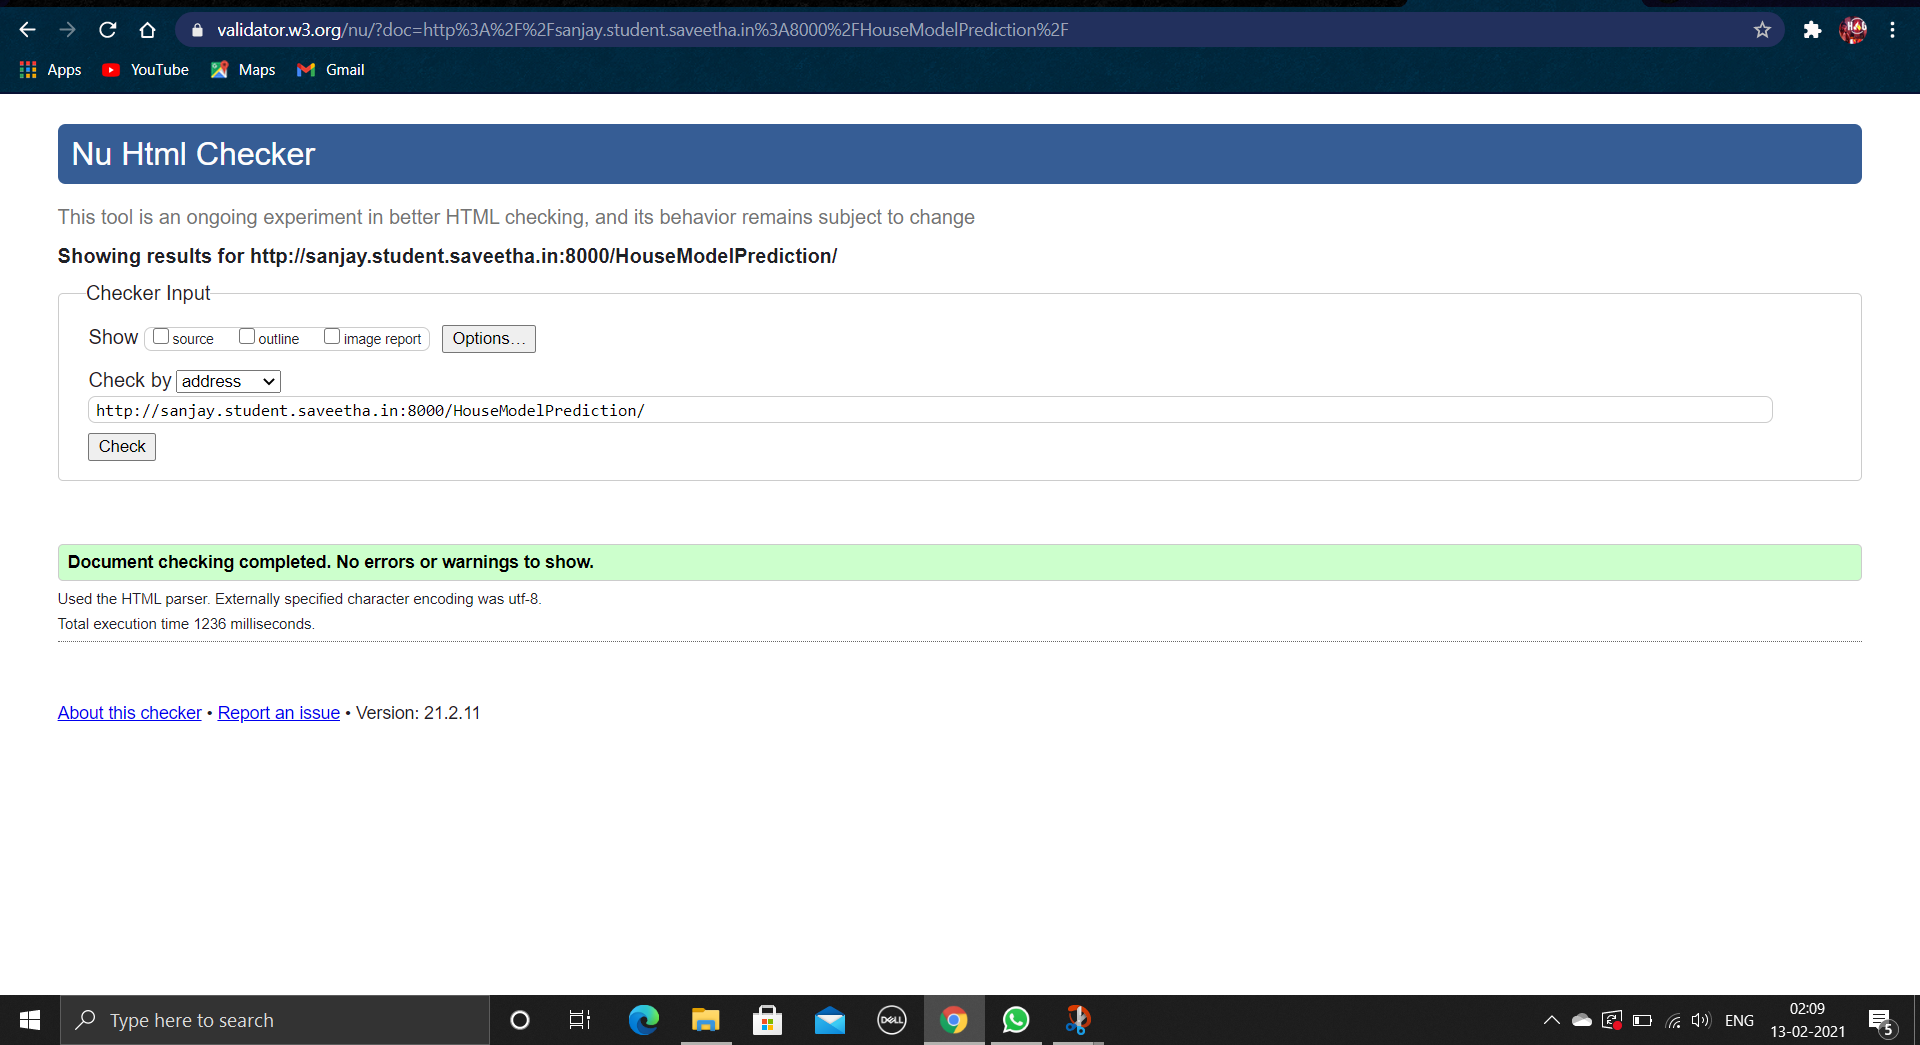 validator.w3.org/nu/?doc=http%3A%2F%2Fsanjay.student.saveetha.in%3A8000%2FHouseModelPrediction%2F
Apps YouTube Maps Gmail
Nu Html Checker
This tool is an ongoing experiment in better HTML checking, and its behavior remains subject to change
Showing results for http://sanjay.student.saveetha.in:8000/HouseModelPrediction/
Checker Input
Show source outline image report Options...
Check by address
http://sanjay.student.saveetha.in:8000/HouseModelPrediction/
Check
Document checking completed. No errors or warnings to show.
Used the HTML parser. Externally specified character encoding was utf-8.
Total execution time 1236 milliseconds.
About this checker • Report an issue • Version: 21.2.11
Type here to search
DELL
ENG
02:09
13-02-2021
5